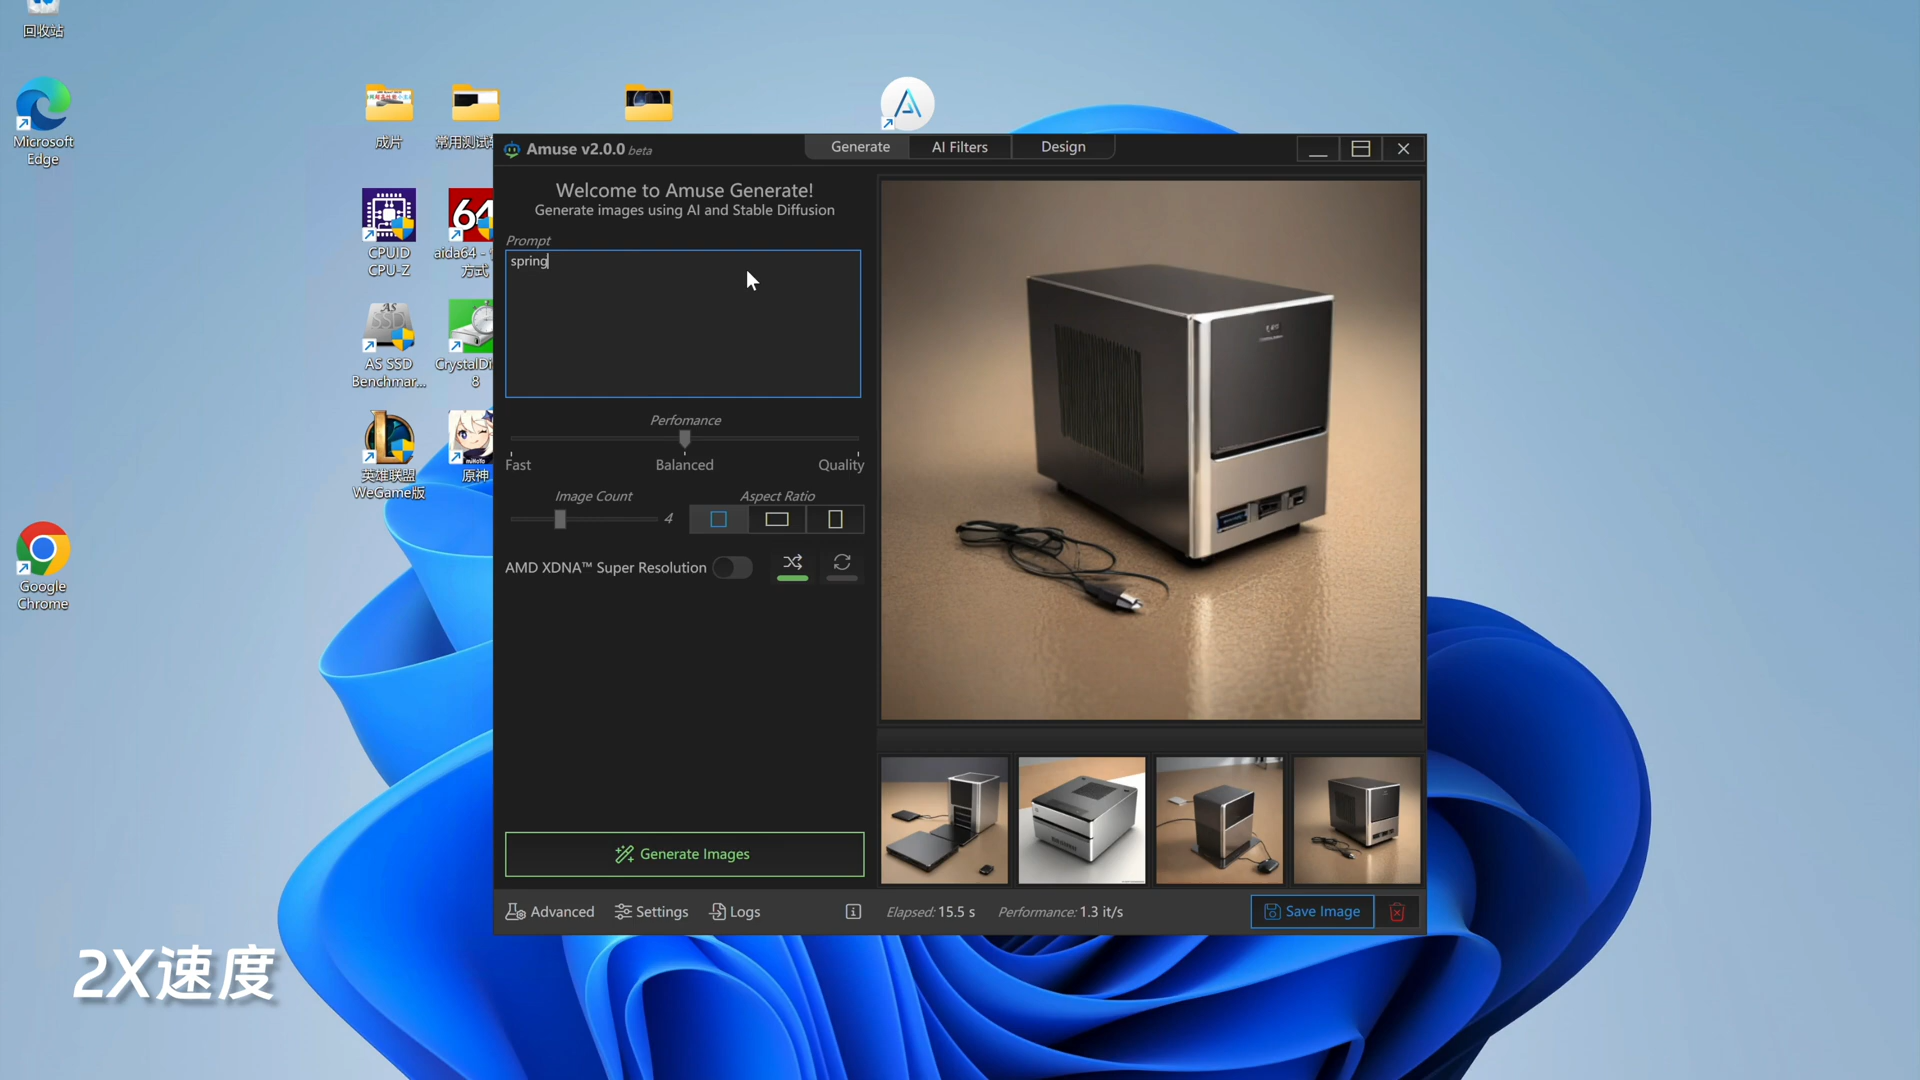 回收站
Microsoft
Edge
成片
常用测试
CPUID
CPU-Z
aida64 -
方式
AS
SSD
AS SSD
Benchmar...
CrystalDi
8
英雄联盟
WeGame版
miHoYo
原神
Google
Chrome
Amuse v2.0.0 beta
Generate
AI Filters
Design
Welcome to Amuse Generate!
Generate images using AI and Stable Diffusion
Prompt
spring
Perfomance
Fast
Balanced
Quality
Image Count
4
Aspect Ratio
AMD XDNA™ Super Resolution
Generate Images
Advanced
Settings
Logs
Elapsed: 15.5 s
Performance: 1.3 it/s
Save Image
2X速度